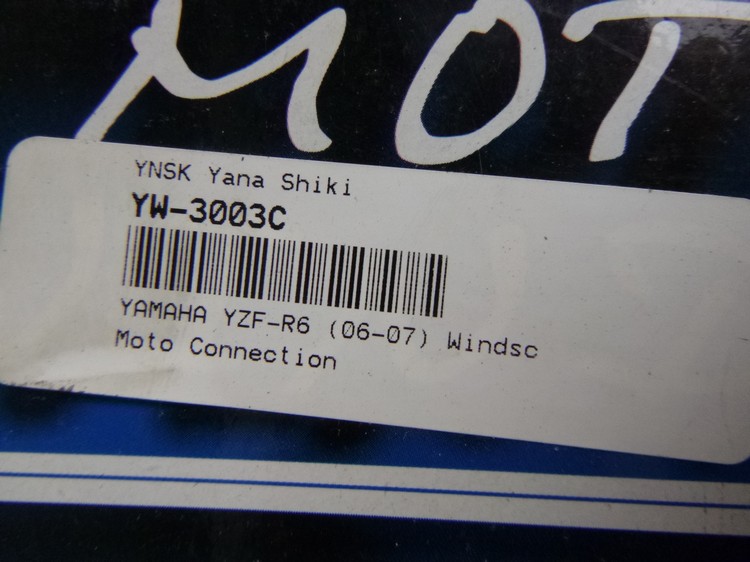 MOT
YNSK Yana Shiki
YW-3003C
YAMAHA YZF-R6 (06-07) Windsc
Moto Connection